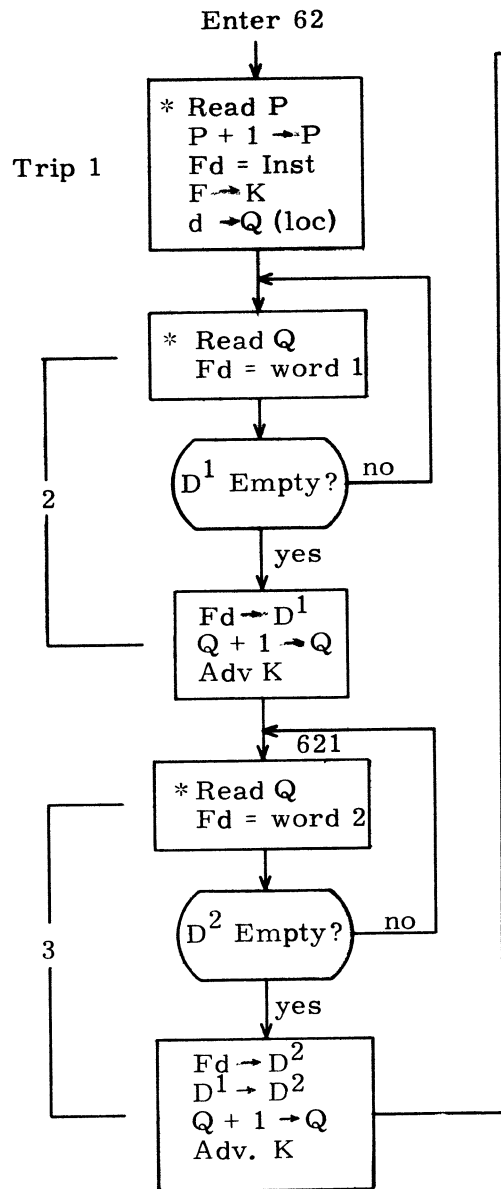 Enter 62
* Read P
P + 1 → P
Trip 1
Fd = Inst
F → K
d → Q (loc)
* Read Q
Fd = word 1
D¹ Empty?
no
2
yes
Fd → D¹
Q + 1 → Q
Adv K
621
* Read Q
Fd = word 2
D² Empty?
no
3
yes
Fd → D²
D¹ → D²
Q + 1 → Q
Adv. K